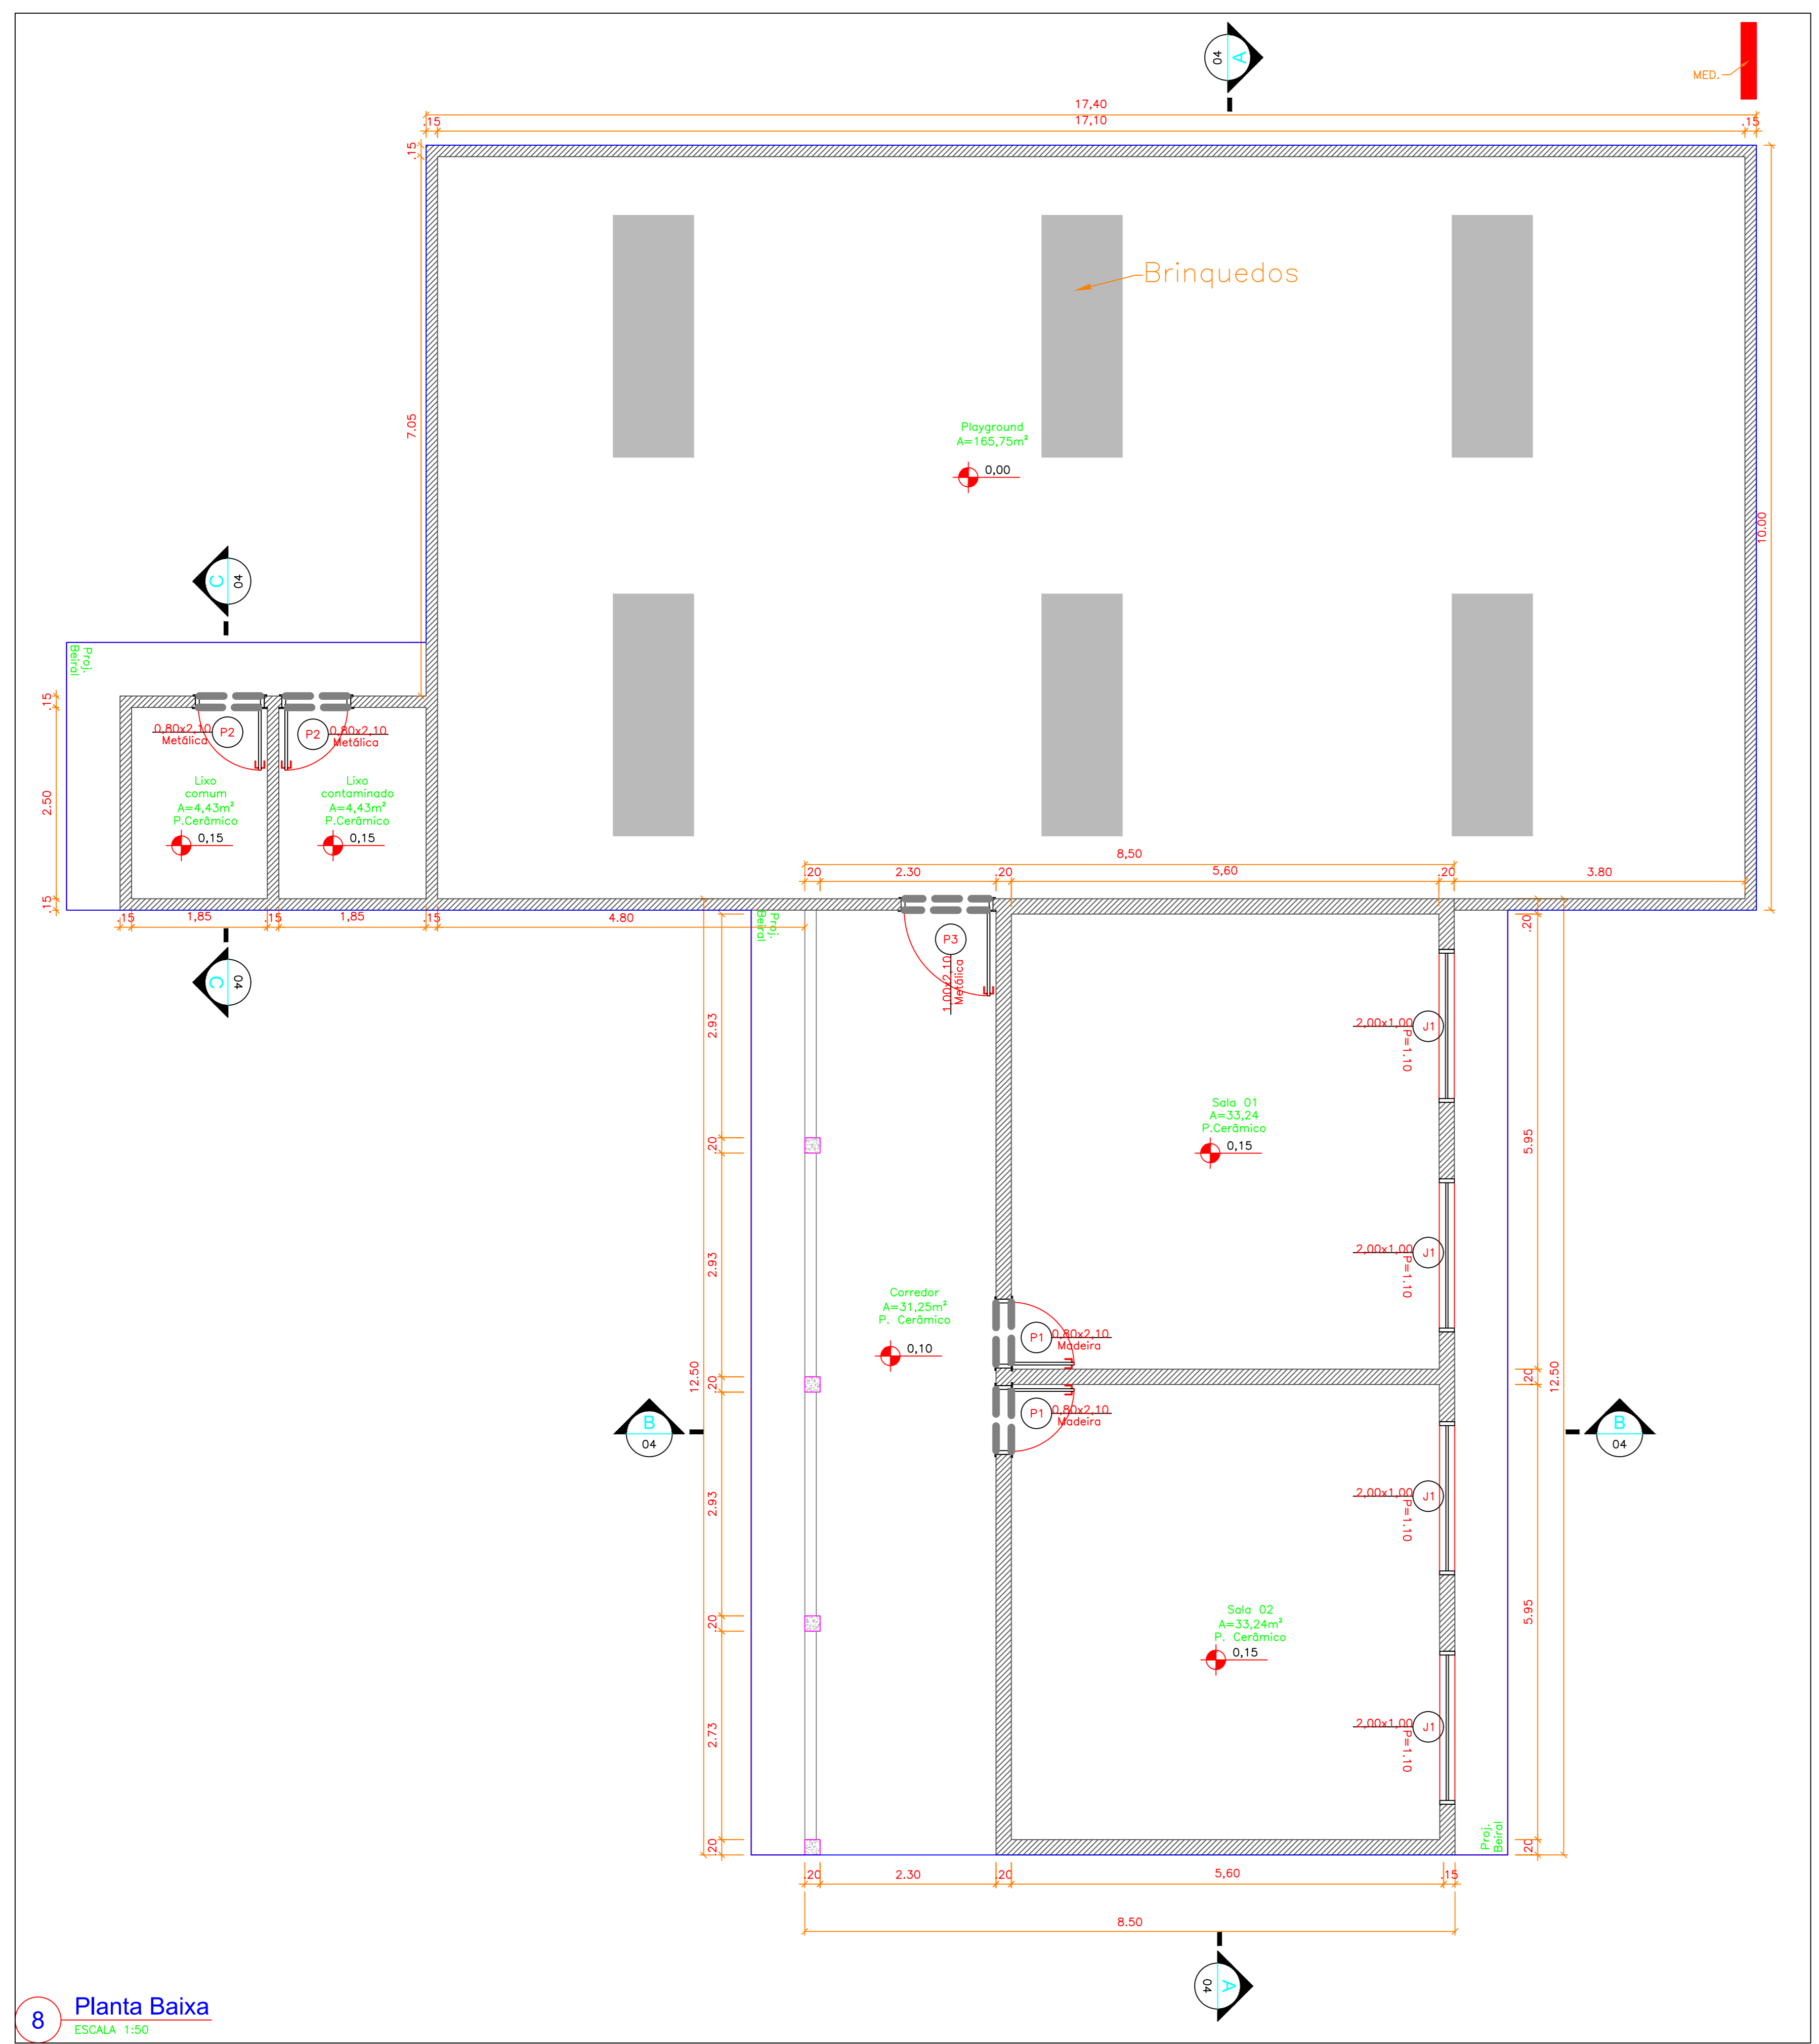 04
A
MED.
17,40
.15
17,10
.15
.15
Brinquedos
7.05
Playground
A=165,75m²
0,00
10.00
C
04
Proj.
Beiral
.15
0,80x2,10
Metálica
P2
P2
0,80x2,10
Metálica
2.50
Lixo
comum
A=4,43m²
P.Cerâmico
0,15
Lixo
contaminado
A=4,43m²
P.Cerâmico
0,15
8,50
.20
2.30
.20
5,60
.20
3.80
.15
.15
1,85
.15
1,85
.15
4.80
Proj.
Beiral
.20
P3
1,00x2,10
Metálica
C
04
2.93
2,00x1,00
P=1.10
J1
Sala 01
A=33,24
P.Cerâmico
0,15
5.95
.20
2.93
2,00x1,00
P=1.10
J1
Corredor
A=31,25m²
P. Cerâmico
0,10
P1
0,80x2,10
Madeira
12.50
.20
.20
12.50
P1
0,80x2,10
Madeira
B
04
B
04
2.93
2,00x1,00
P=1.10
J1
Sala 02
A=33,24m²
P. Cerâmico
0,15
5.95
.20
2.73
2,00x1,00
P=1.10
J1
Proj.
Beiral
.20
.20
.20
2.30
.20
5,60
.15
8.50
04
A
8
Planta Baixa
ESCALA 1:50